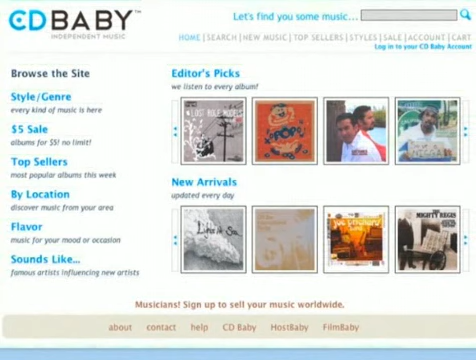 CD BABY™
INDEPENDENT MUSIC
Let's find you some music...
HOME | SEARCH | NEW MUSIC | TOP SELLERS | STYLES | SALE | ACCOUNT | CART
Log in to your CD Baby Account
Browse the Site
Style/Genre
every kind of music is here
$5 Sale
albums for $5! no limit!
Top Sellers
most popular albums this week
By Location
discover music from your area
Flavor
music for your mood or occasion
Sounds Like...
famous artists influencing new artists
Editor's Picks
we listen to every album!
New Arrivals
updated every day
MIGHTY REGIS
Musicians! Sign up to sell your music worldwide.
about contact help CD Baby HostBaby FilmBaby